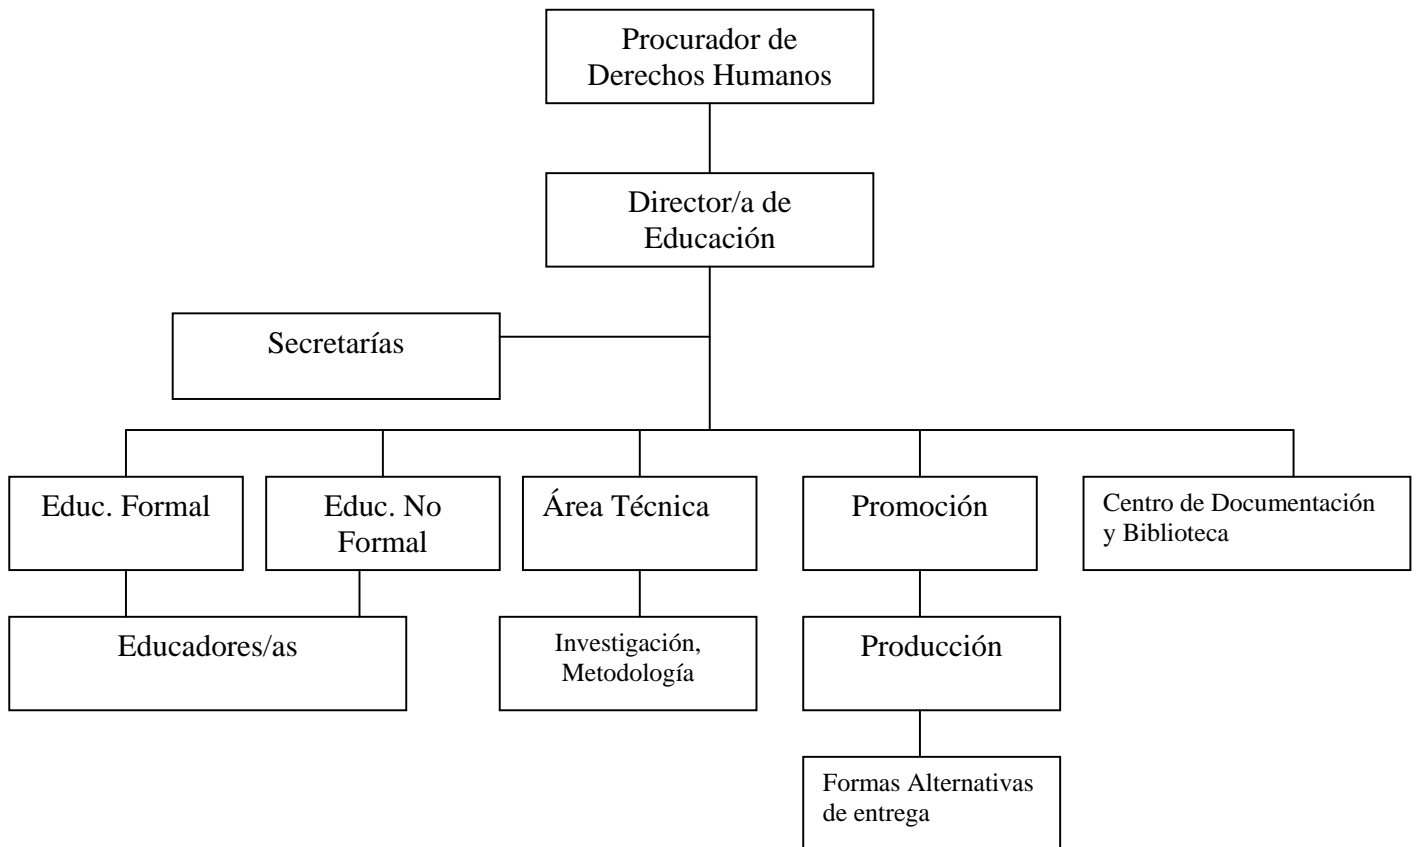 Procurador de
Derechos Humanos
Director/a de
Educación
Secretarías
Educ. Formal
Educ. No
Formal
Área Técnica
Promoción
Centro de Documentación
y Biblioteca
Educadores/as
Investigación,
Metodología
Producción
Formas Alternativas
de entrega